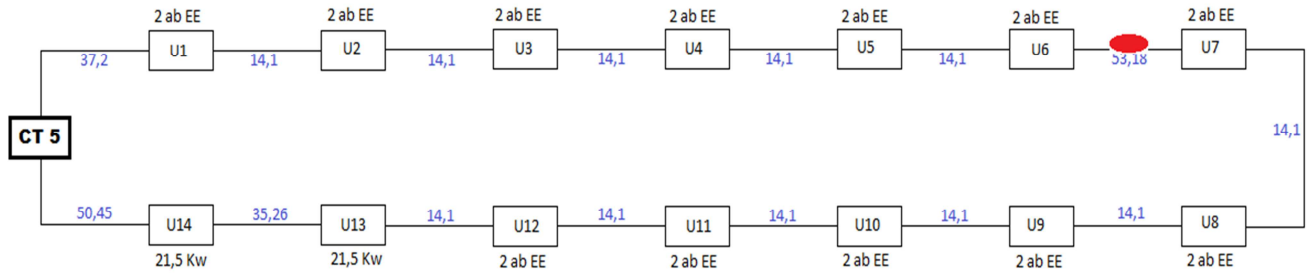 2 ab EE 2 ab EE 2 ab EE 2 ab EE 2 ab EE 2 ab EE 2 ab EE
U1 U2 U3 U4 U5 U6 U7
37,2 14,1 14,1 14,1 14,1 14,1 53,18
CT 5 14,1
50,45 35,26 14,1 14,1 14,1 14,1 14,1
U14 U13 U12 U11 U10 U9 U8
21,5 Kw 21,5 Kw 2 ab EE 2 ab EE 2 ab EE 2 ab EE 2 ab EE